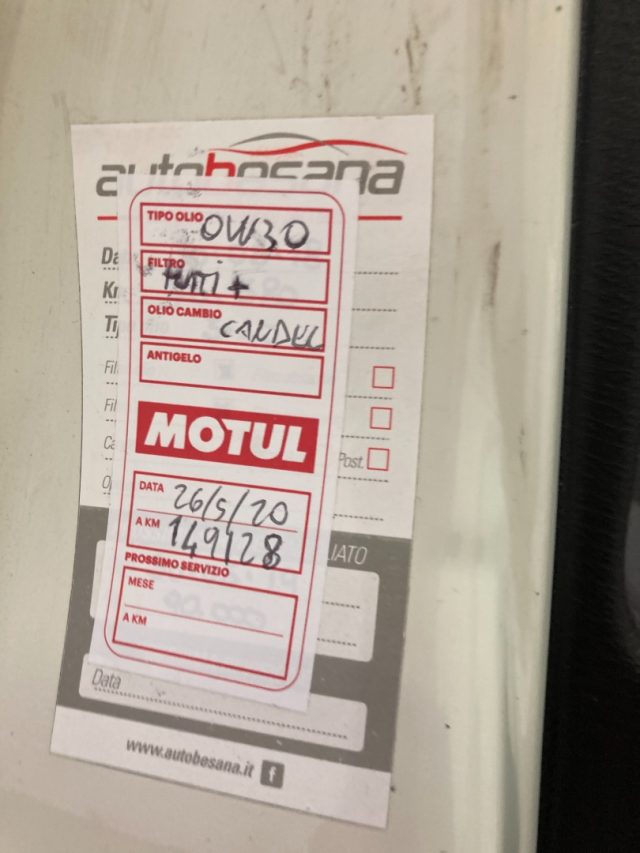 autobesana
TIPO OLIO 0W30
FILTRO TUTTI +
OLIO CAMBIO CANDEL
ANTIGELO
MOTUL
Post.
DATA 26/5/20
A KM 149128
PROSSIMO SERVIZIO
MESE
A KM
Data
www.autobesana.it f